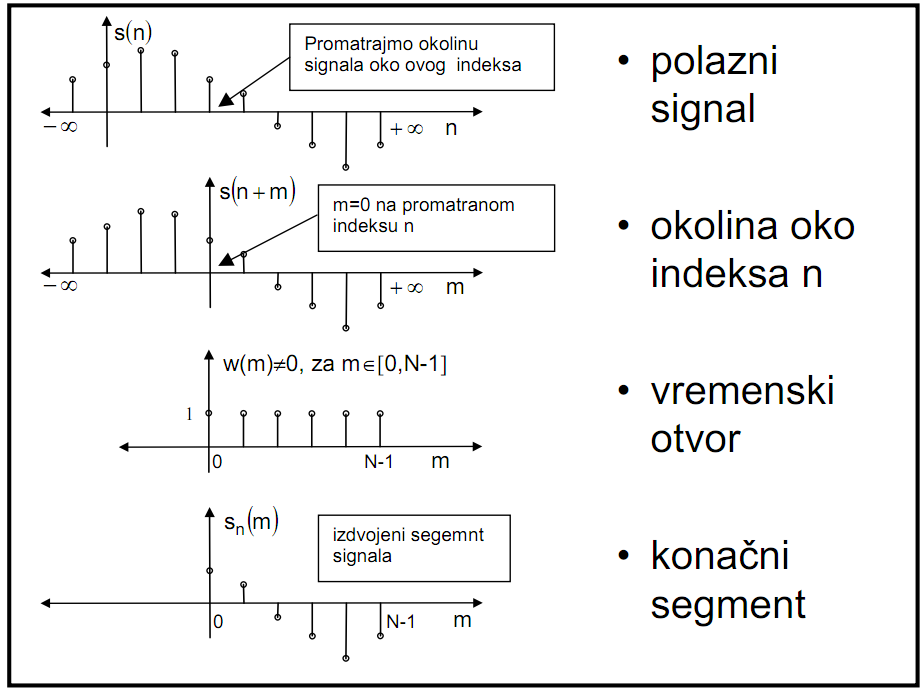 s(n)
Promatrajmo okolinu
signala oko ovog indeksa
−∞
+∞
n
• polazni
signal
s(n + m)
m=0 na promatranom
indeksu n
−∞
+∞
m
• okolina oko
indeksa n
w(m)≠0, za m∈[0,N-1]
1
0
N-1
m
• vremenski
otvor
sₙ(m)
izdvojeni segemnt
signala
0
N-1
m
• konačni
segment